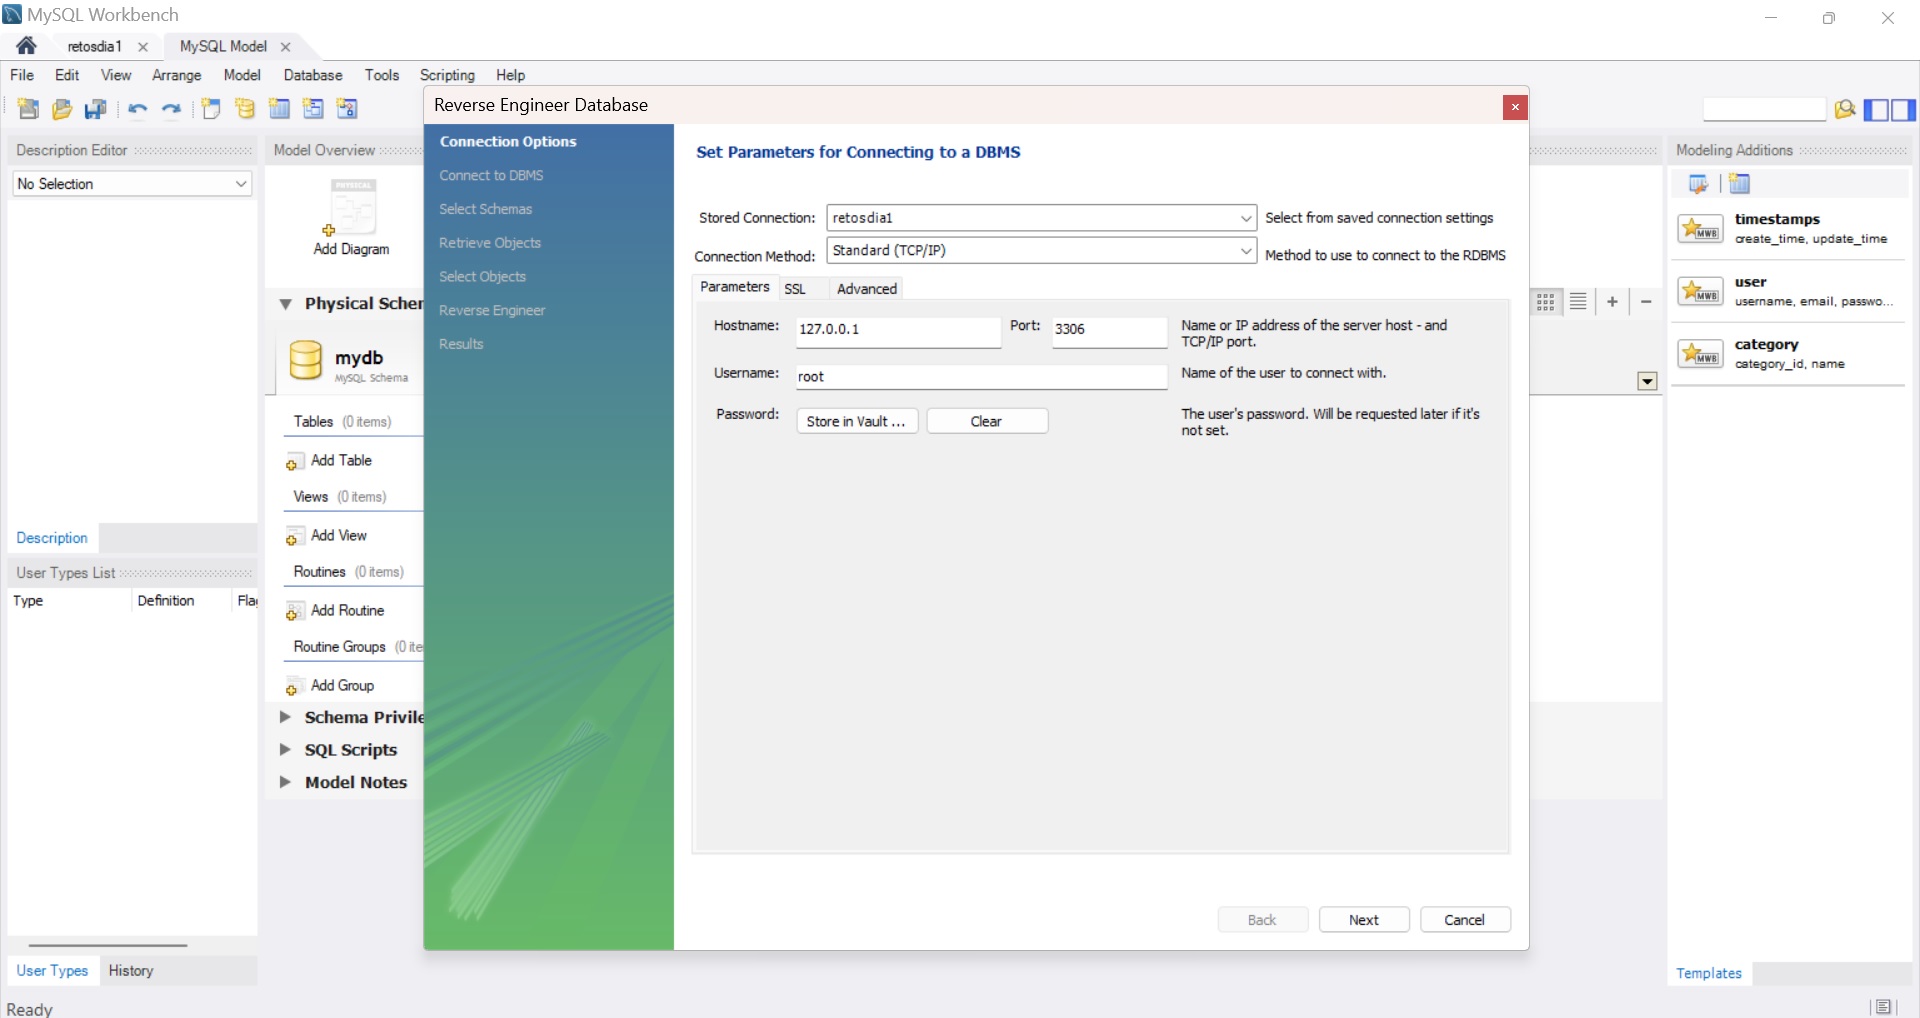 MySQL Workbench
retosdia1
MySQL Model
File Edit View Arrange Model Database Tools Scripting Help
Description Editor
No Selection
Description
User Types List
Type Definition Flag
User Types History
Ready
Model Overview
PHYSICAL
Add Diagram
Physical Schem
mydb
MySQL Schema
Tables (0 items)
Add Table
Views (0 items)
Add View
Routines (0 items)
Add Routine
Routine Groups (0 ite
Add Group
Schema Privile
SQL Scripts
Model Notes
Reverse Engineer Database
Connection Options
Connect to DBMS
Select Schemas
Retrieve Objects
Select Objects
Reverse Engineer
Results
Set Parameters for Connecting to a DBMS
Stored Connection: retosdia1 Select from saved connection settings
Connection Method: Standard (TCP/IP) Method to use to connect to the RDBMS
Parameters SSL Advanced
Hostname: 127.0.0.1 Port: 3306 Name or IP address of the server host - and
TCP/IP port.
Username: root Name of the user to connect with.
Password: Store in Vault ... Clear The user's password. Will be requested later if it's
not set.
Back Next Cancel
Modeling Additions
MWB
timestamps
create_time, update_time
MWB
user
username, email, passwo...
MWB
category
category_id, name
Templates